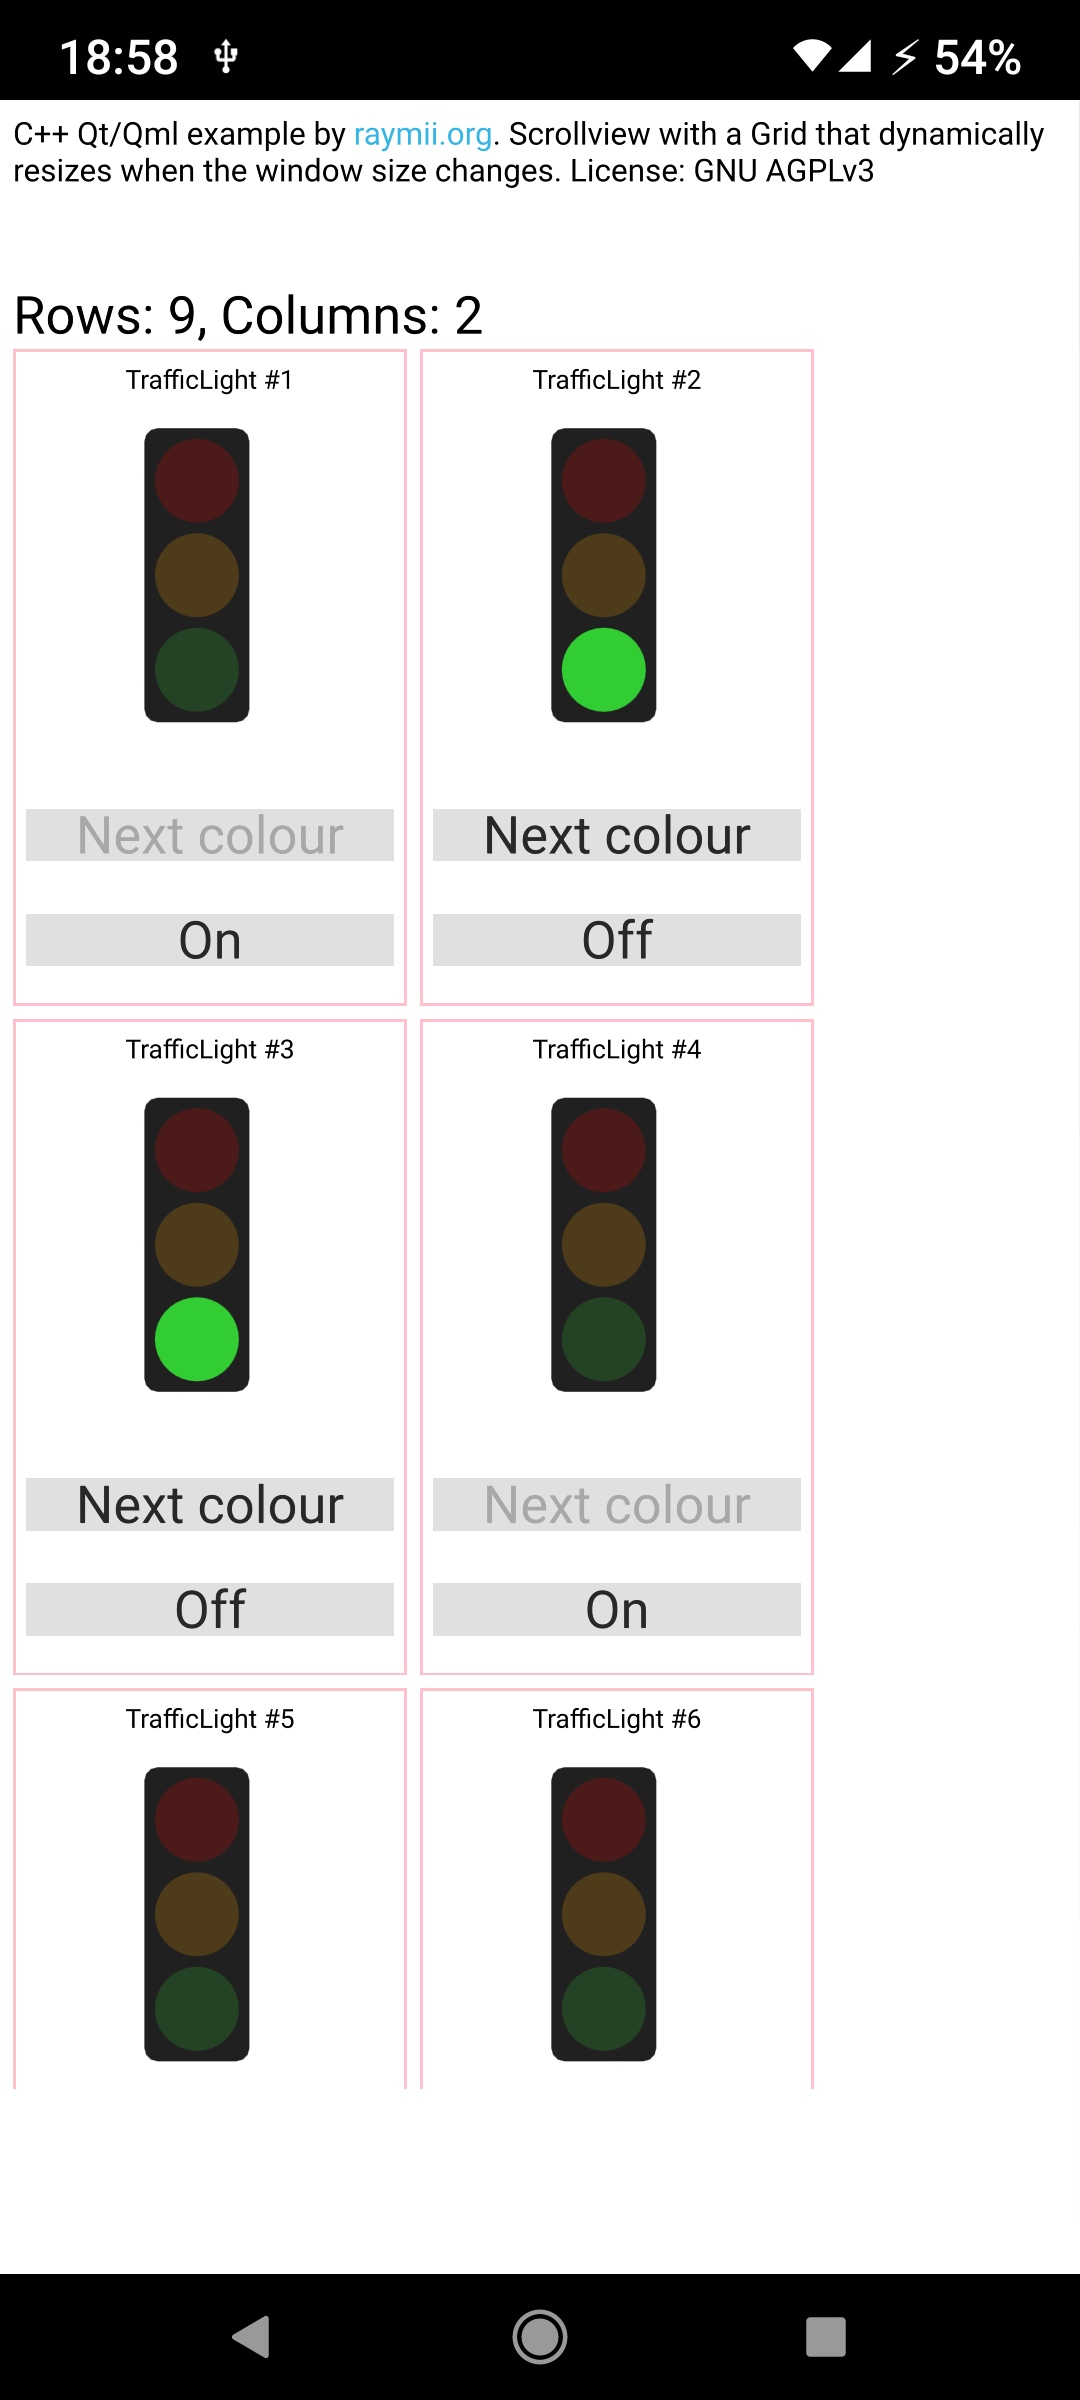 18:58 54%
C++ Qt/Qml example by raymii.org. Scrollview with a Grid that dynamically
resizes when the window size changes. License: GNU AGPLv3
Rows: 9, Columns: 2
TrafficLight #1
Next colour
On
TrafficLight #2
Next colour
Off
TrafficLight #3
Next colour
Off
TrafficLight #4
Next colour
On
TrafficLight #5
TrafficLight #6